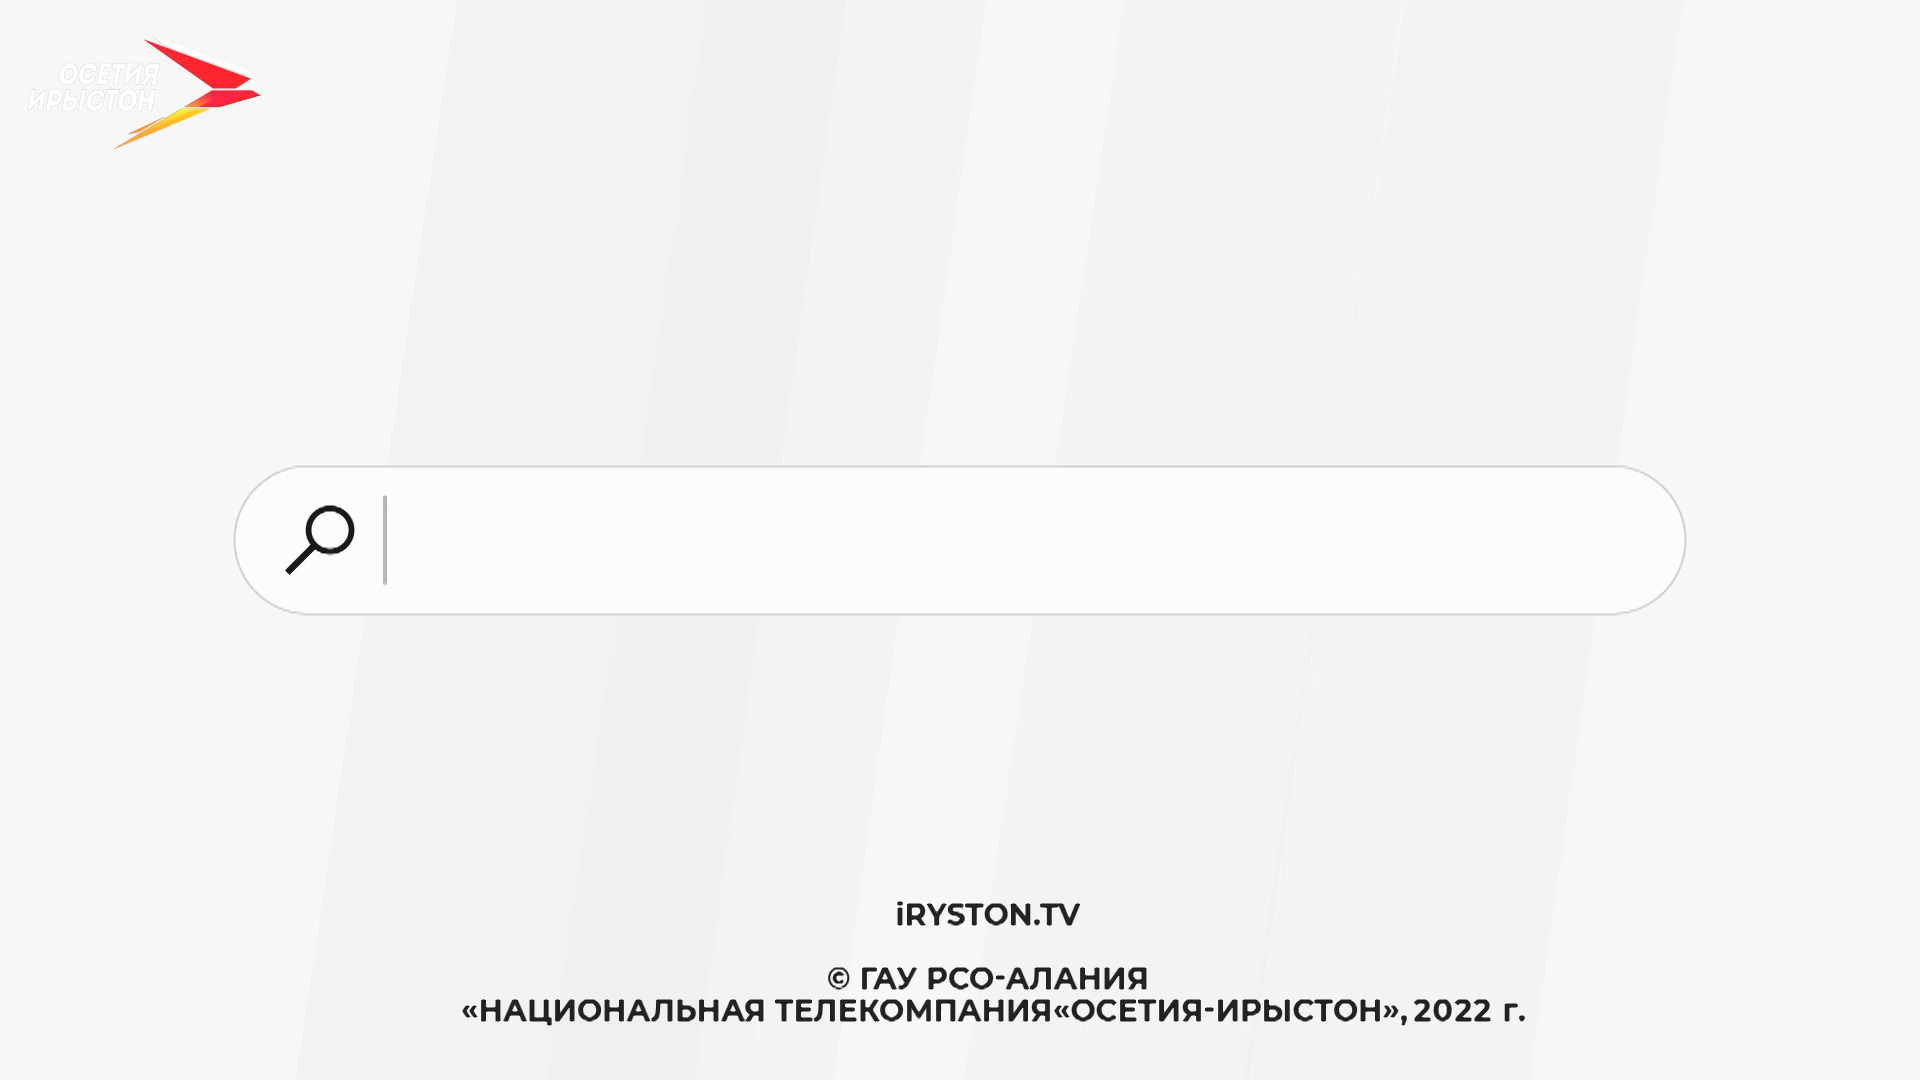 ОСЕТИЯ
ИРЫСТОН
iRYSTON.TV
© ГАУ РСО-АЛАНИЯ
«НАЦИОНАЛЬНАЯ ТЕЛЕКОМПАНИЯ«ОСЕТИЯ-ИРЫСТОН», 2022 г.